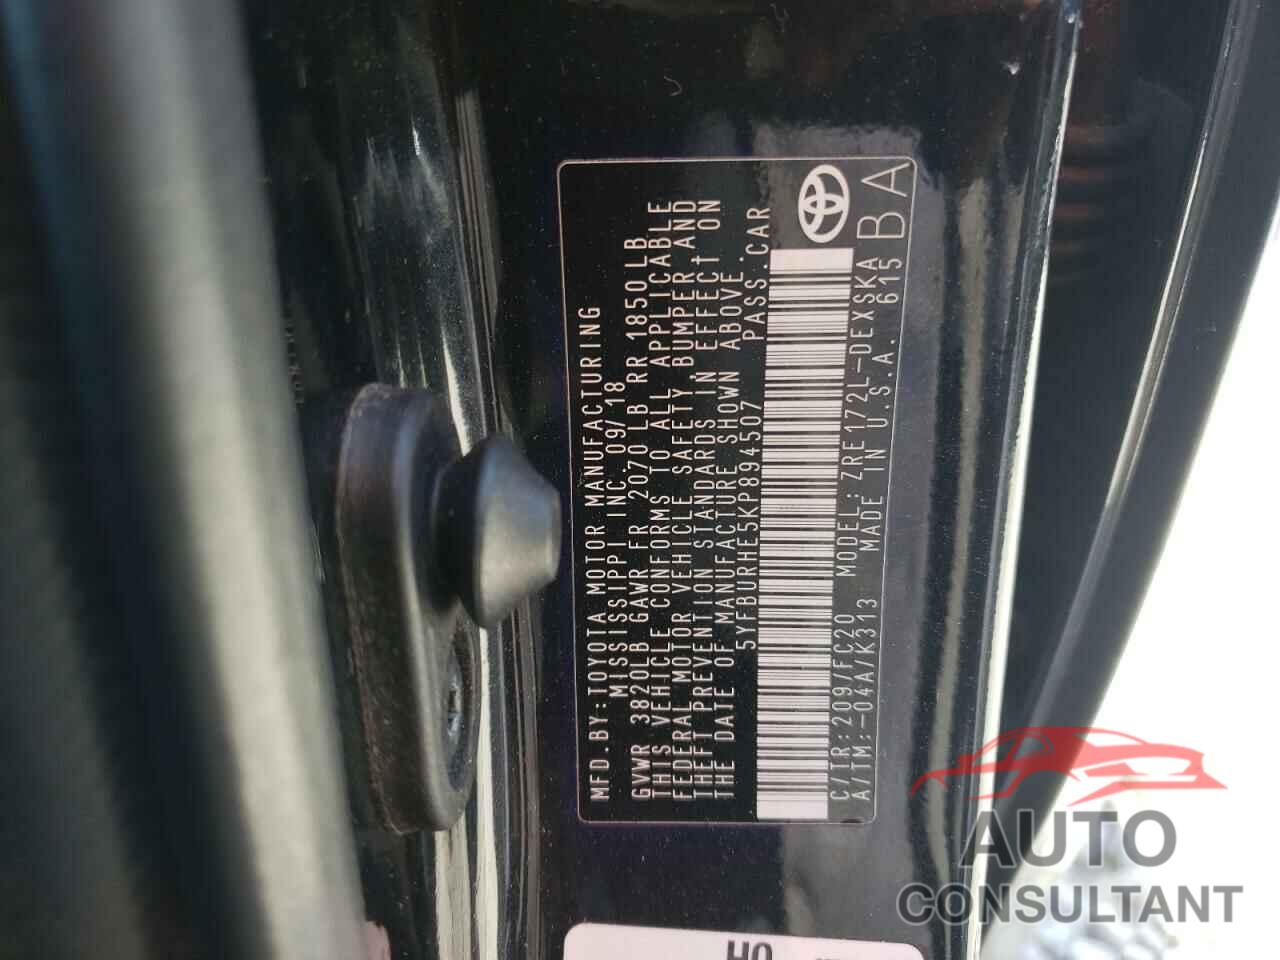 MFD.BY:TOYOTA MOTOR MANUFACTURING
MISSISSIPPI INC. 09/18
GVWR 3820LB GAWR FR 2070LB RR 1850LB
THIS VEHICLE CONFORMS TO ALL APPLICABLE
FEDERAL MOTOR VEHICLE SAFETY, BUMPER, AND
THEFT PREVENTION STANDARDS IN EFFECT ON
THE DATE OF MANUFACTURE SHOWN ABOVE.
5YFBURHE5KP894507 PASS.CAR
C/TR:209/FC20 MODEL:ZRE172L-DEXSKA
A/TM:-04A/K313 MADE IN U.S.A. 615
BA
AUTO
CONSULTANT